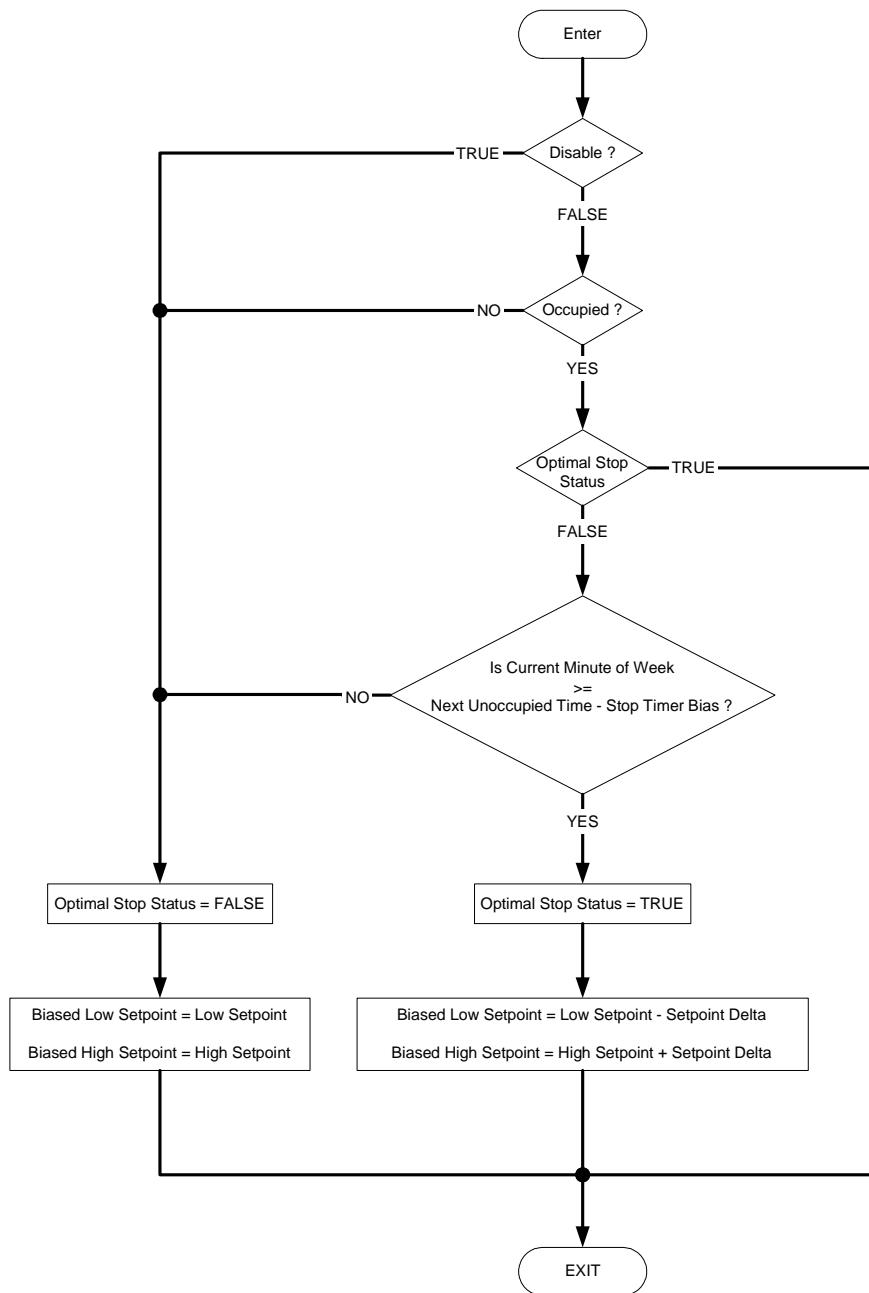 Enter
Disable ?
TRUE
FALSE
Occupied ?
NO
YES
Optimal Stop
Status
TRUE
FALSE
Is Current Minute of Week
>=
Next Unoccupied Time - Stop Timer Bias ?
NO
YES
Optimal Stop Status = FALSE
Optimal Stop Status = TRUE
Biased Low Setpoint = Low Setpoint
Biased High Setpoint = High Setpoint
Biased Low Setpoint = Low Setpoint - Setpoint Delta
Biased High Setpoint = High Setpoint + Setpoint Delta
EXIT